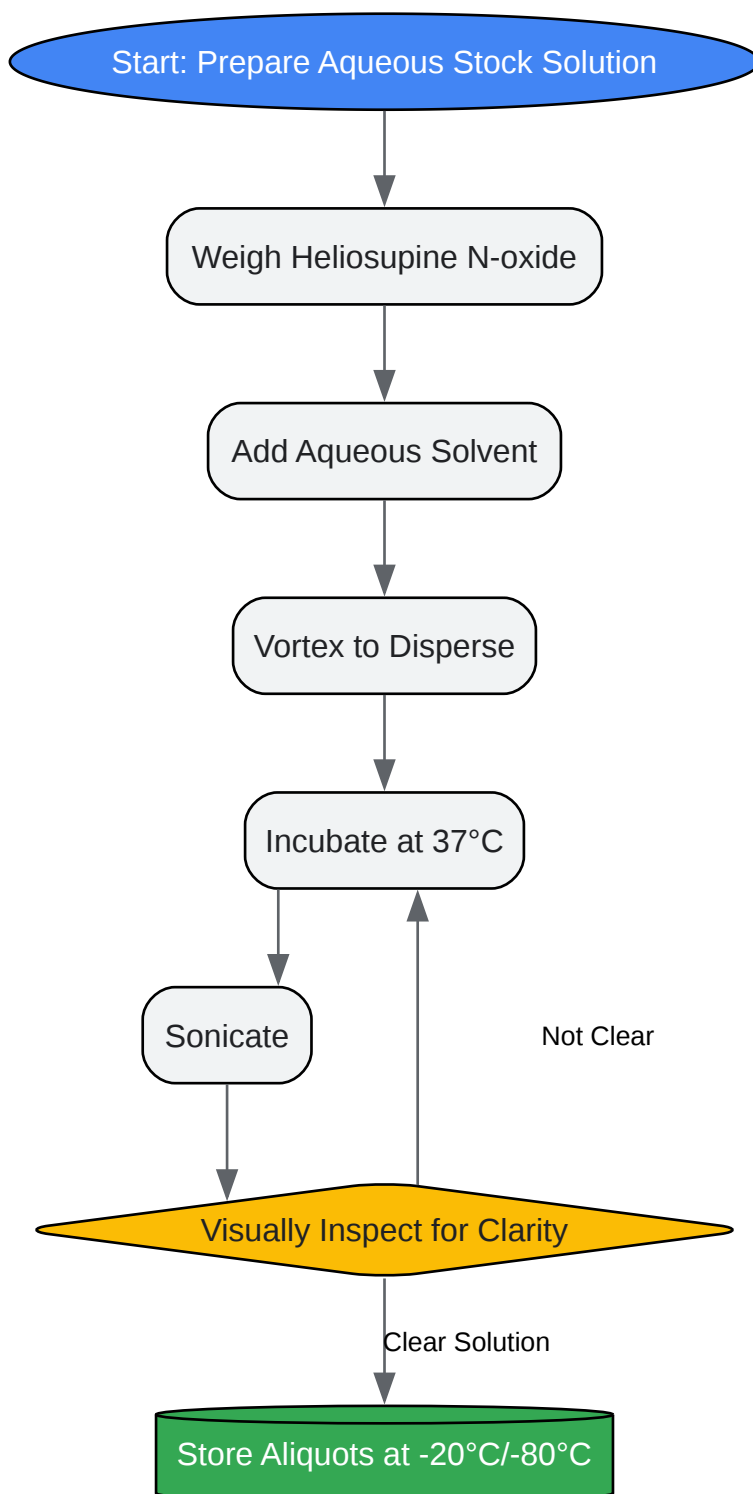 Start: Prepare Aqueous Stock Solution
Weigh Heliosupine N-oxide
Add Aqueous Solvent
Vortex to Disperse
Incubate at 37°C
Sonicate
Not Clear
Visually Inspect for Clarity
Clear Solution
Store Aliquots at -20°C/-80°C